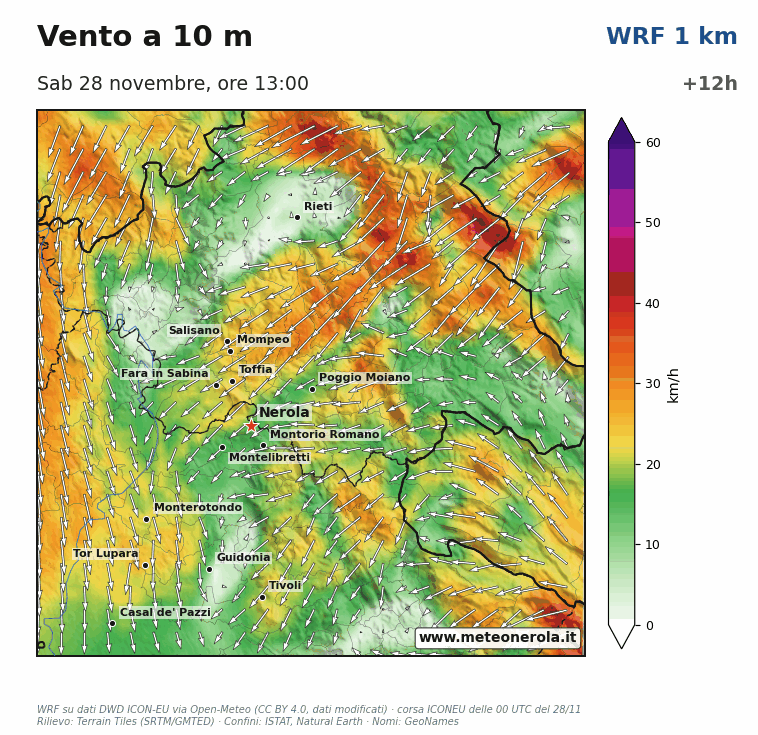 Vento a 10 m
WRF 1 km
Sab 28 novembre, ore 13:00
+12h
Rieti
Salisano
Mompeo
Fara in Sabina
Toffia
Poggio Moiano
Nerola
Montorio Romano
Montelibretti
Monterotondo
Tor Lupara
Guidonia
Tivoli
Casal de' Pazzi
www.meteonerola.it
60
50
40
30
20
10
0
km/h
WRF su dati DWD ICON-EU via Open-Meteo (CC BY 4.0, dati modificati) · corsa ICONEU delle 00 UTC del 28/11
Rilievo: Terrain Tiles (SRTM/GMTED) · Confini: ISTAT, Natural Earth · Nomi: GeoNames